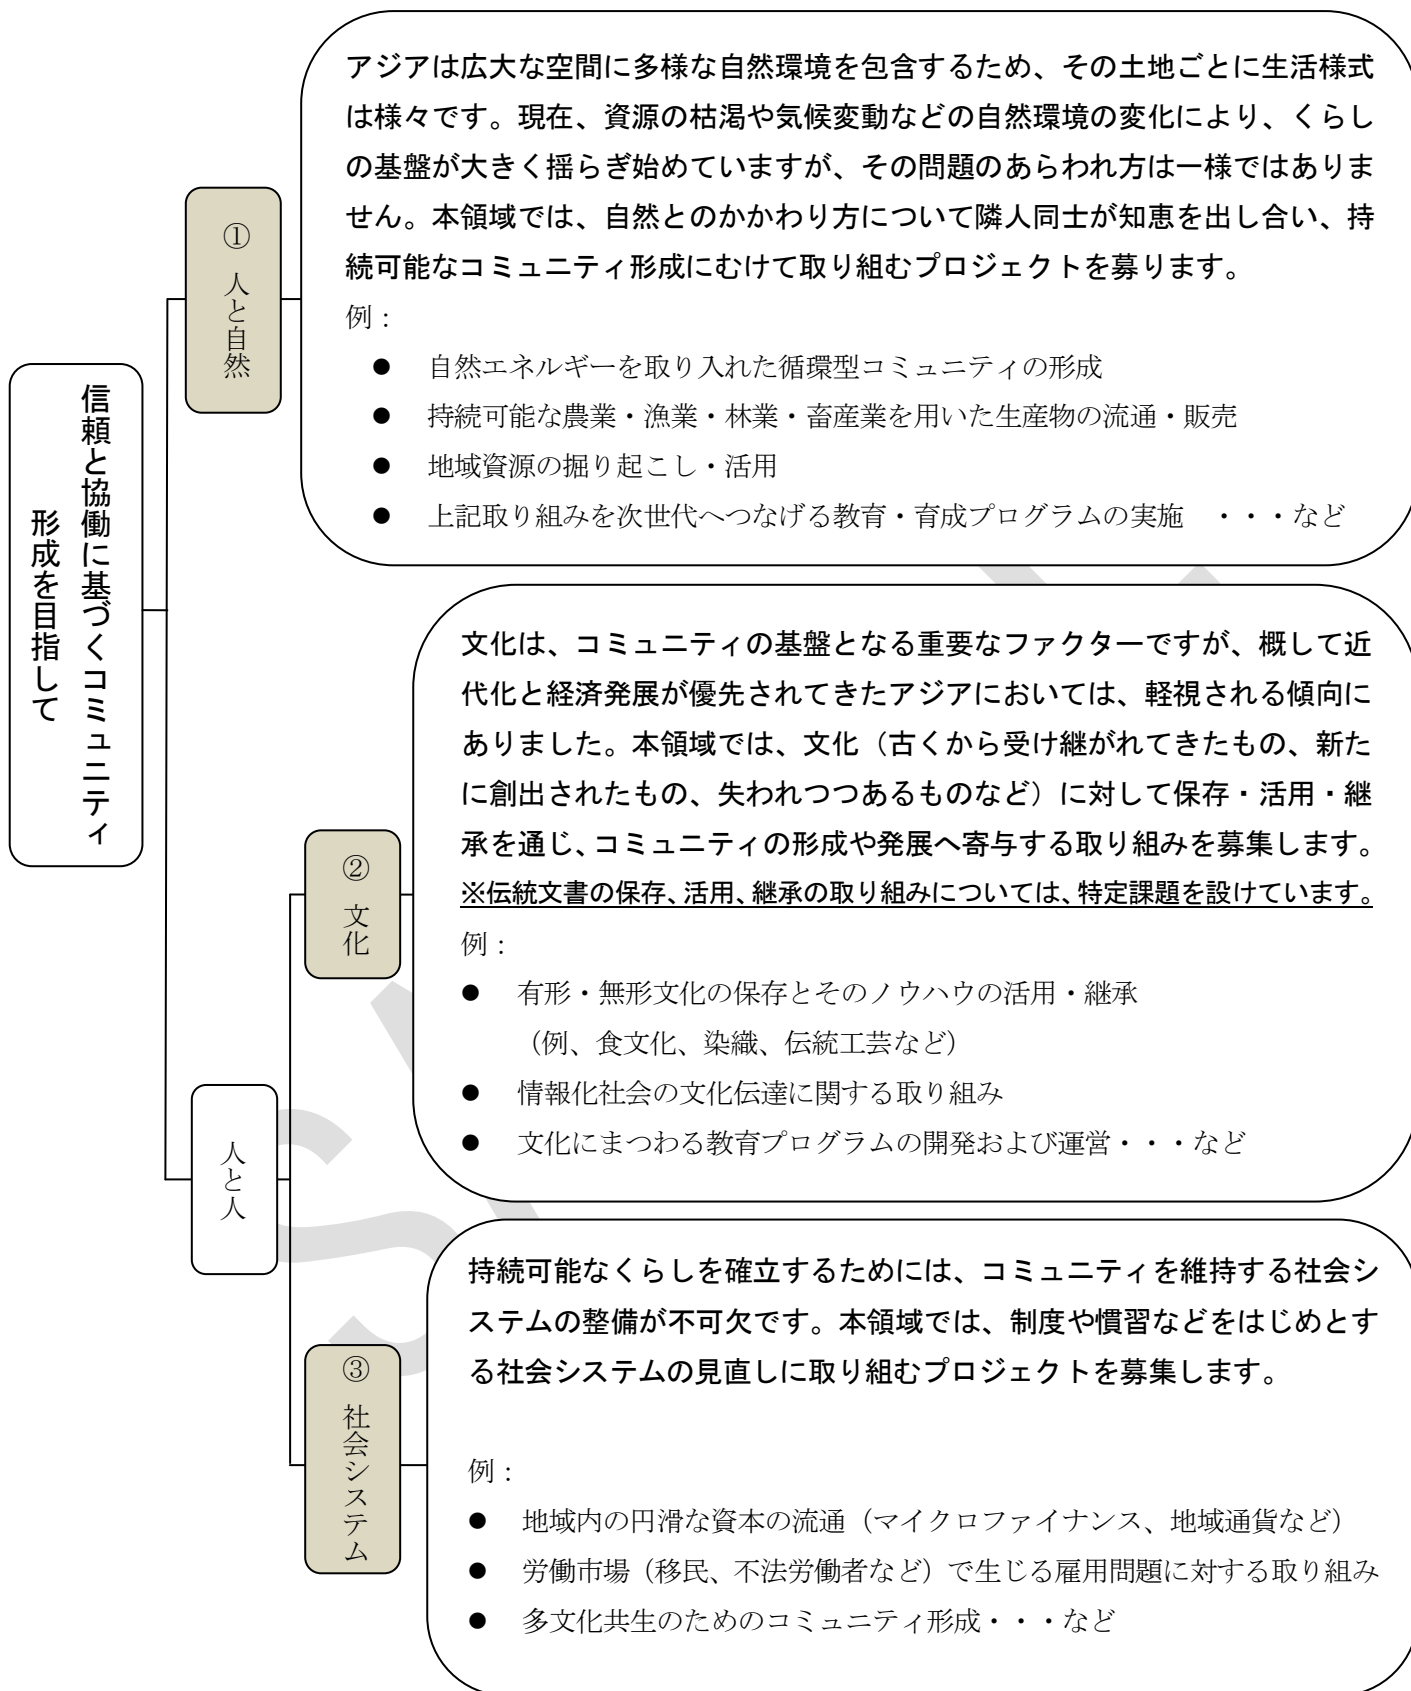 信頼と協働に基づくコミュニティ
形成を目指して
① 人と自然
アジアは広大な空間に多様な自然環境を包含するため、その土地ごとに生活様式
は様々です。現在、資源の枯渇や気候変動などの自然環境の変化により、くらし
の基盤が大きく揺らぎ始めていますが、その問題のあらわれ方は一様ではありま
せん。本領域では、自然とのかかわり方について隣人同士が知恵を出し合い、持
続可能なコミュニティ形成にむけて取り組むプロジェクトを募ります。
例：
● 自然エネルギーを取り入れた循環型コミュニティの形成
● 持続可能な農業・漁業・林業・畜産業を用いた生産物の流通・販売
● 地域資源の掘り起こし・活用
● 上記取り組みを次世代へつなげる教育・育成プログラムの実施　・・・など
人と人
② 文化
文化は、コミュニティの基盤となる重要なファクターですが、概して近
代化と経済発展が優先されてきたアジアにおいては、軽視される傾向に
ありました。本領域では、文化（古くから受け継がれてきたもの、新た
に創出されたもの、失われつつあるものなど）に対して保存・活用・継
承を通じ、コミュニティの形成や発展へ寄与する取り組みを募集します。
※伝統文書の保存、活用、継承の取り組みについては、特定課題を設けています。
例：
● 有形・無形文化の保存とそのノウハウの活用・継承
（例、食文化、染織、伝統工芸など）
● 情報化社会の文化伝達に関する取り組み
● 文化にまつわる教育プログラムの開発および運営・・・など
③ 社会システム
持続可能なくらしを確立するためには、コミュニティを維持する社会シ
ステムの整備が不可欠です。本領域では、制度や慣習などをはじめとす
る社会システムの見直しに取り組むプロジェクトを募集します。
例：
● 地域内の円滑な資本の流通（マイクロファイナンス、地域通貨など）
● 労働市場（移民、不法労働者など）で生じる雇用問題に対する取り組み
● 多文化共生のためのコミュニティ形成・・・など